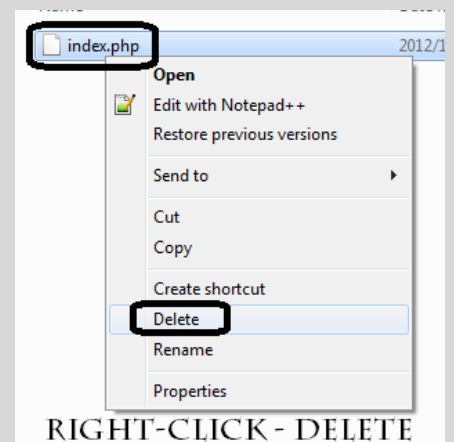 index.php 2012/1
Open
Edit with Notepad++
Restore previous versions
Send to
Cut
Copy
Create shortcut
Delete
Rename
Properties
RIGHT-CLICK - DELETE